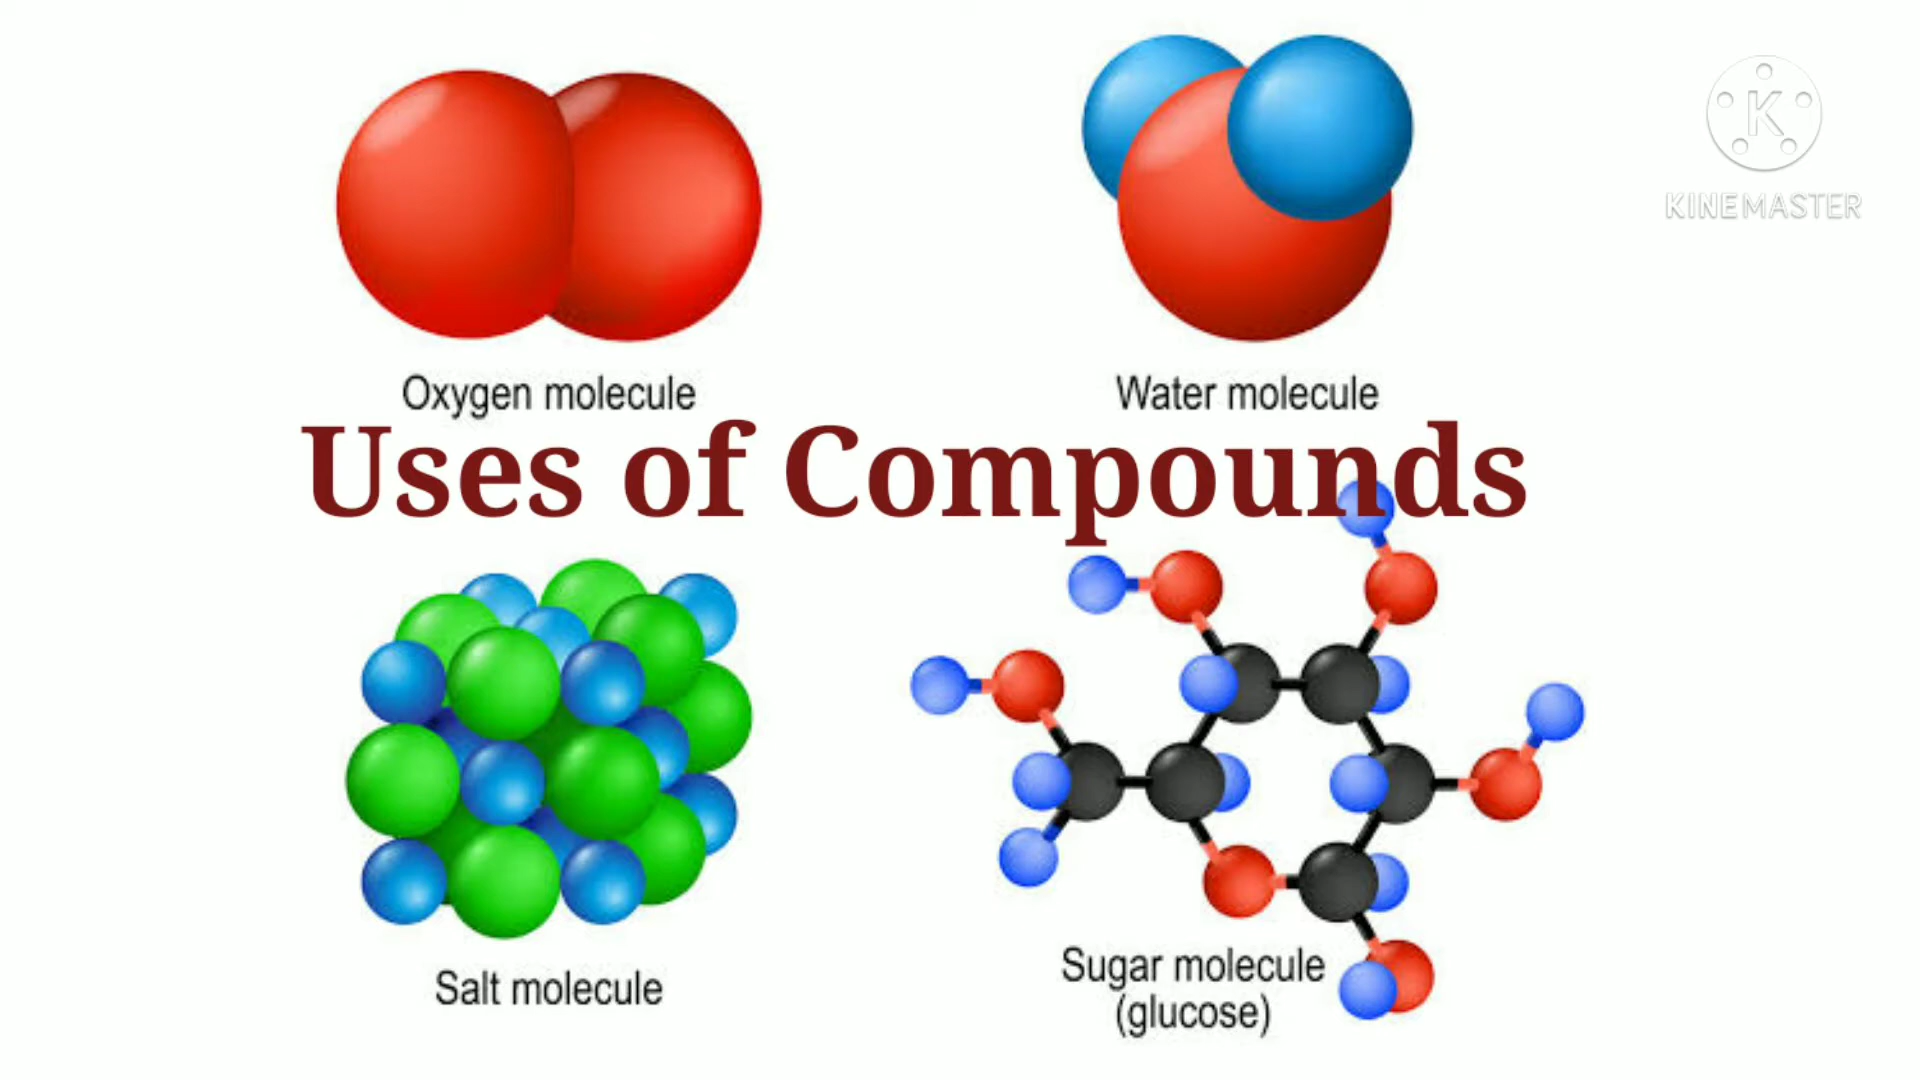 KINEMASTER
Oxygen molecule
Water molecule
Uses of Compounds
Salt molecule
Sugar molecule
(glucose)